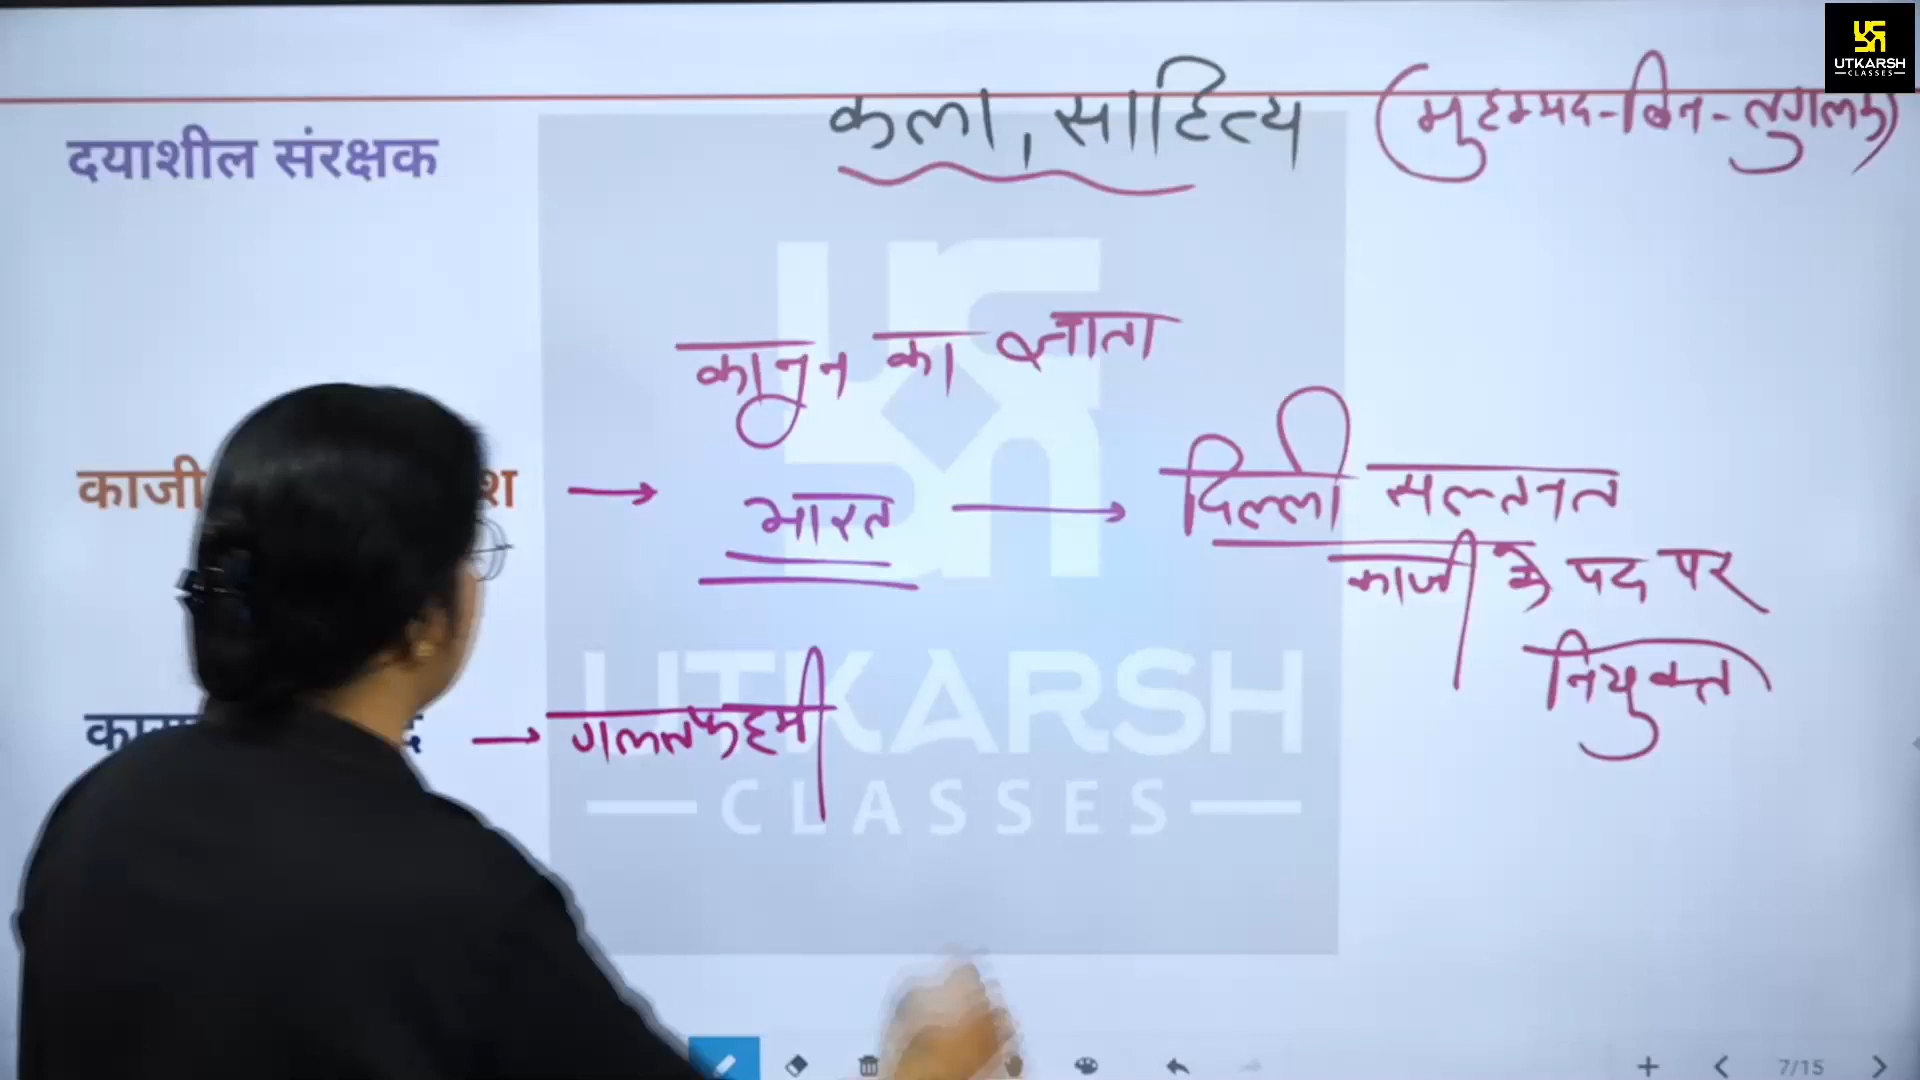 UTKARSH
CLASSES
कला, साहित्य (मुहम्मद-बिन-तुगलक)
दयाशील संरक्षक
कानून का ज्ञाता
काजी → भारत → दिल्ली सल्तनत
काजी के पद पर
नियुक्त
→ गलतफहमी
UTKARSH
CLASSES
7/15